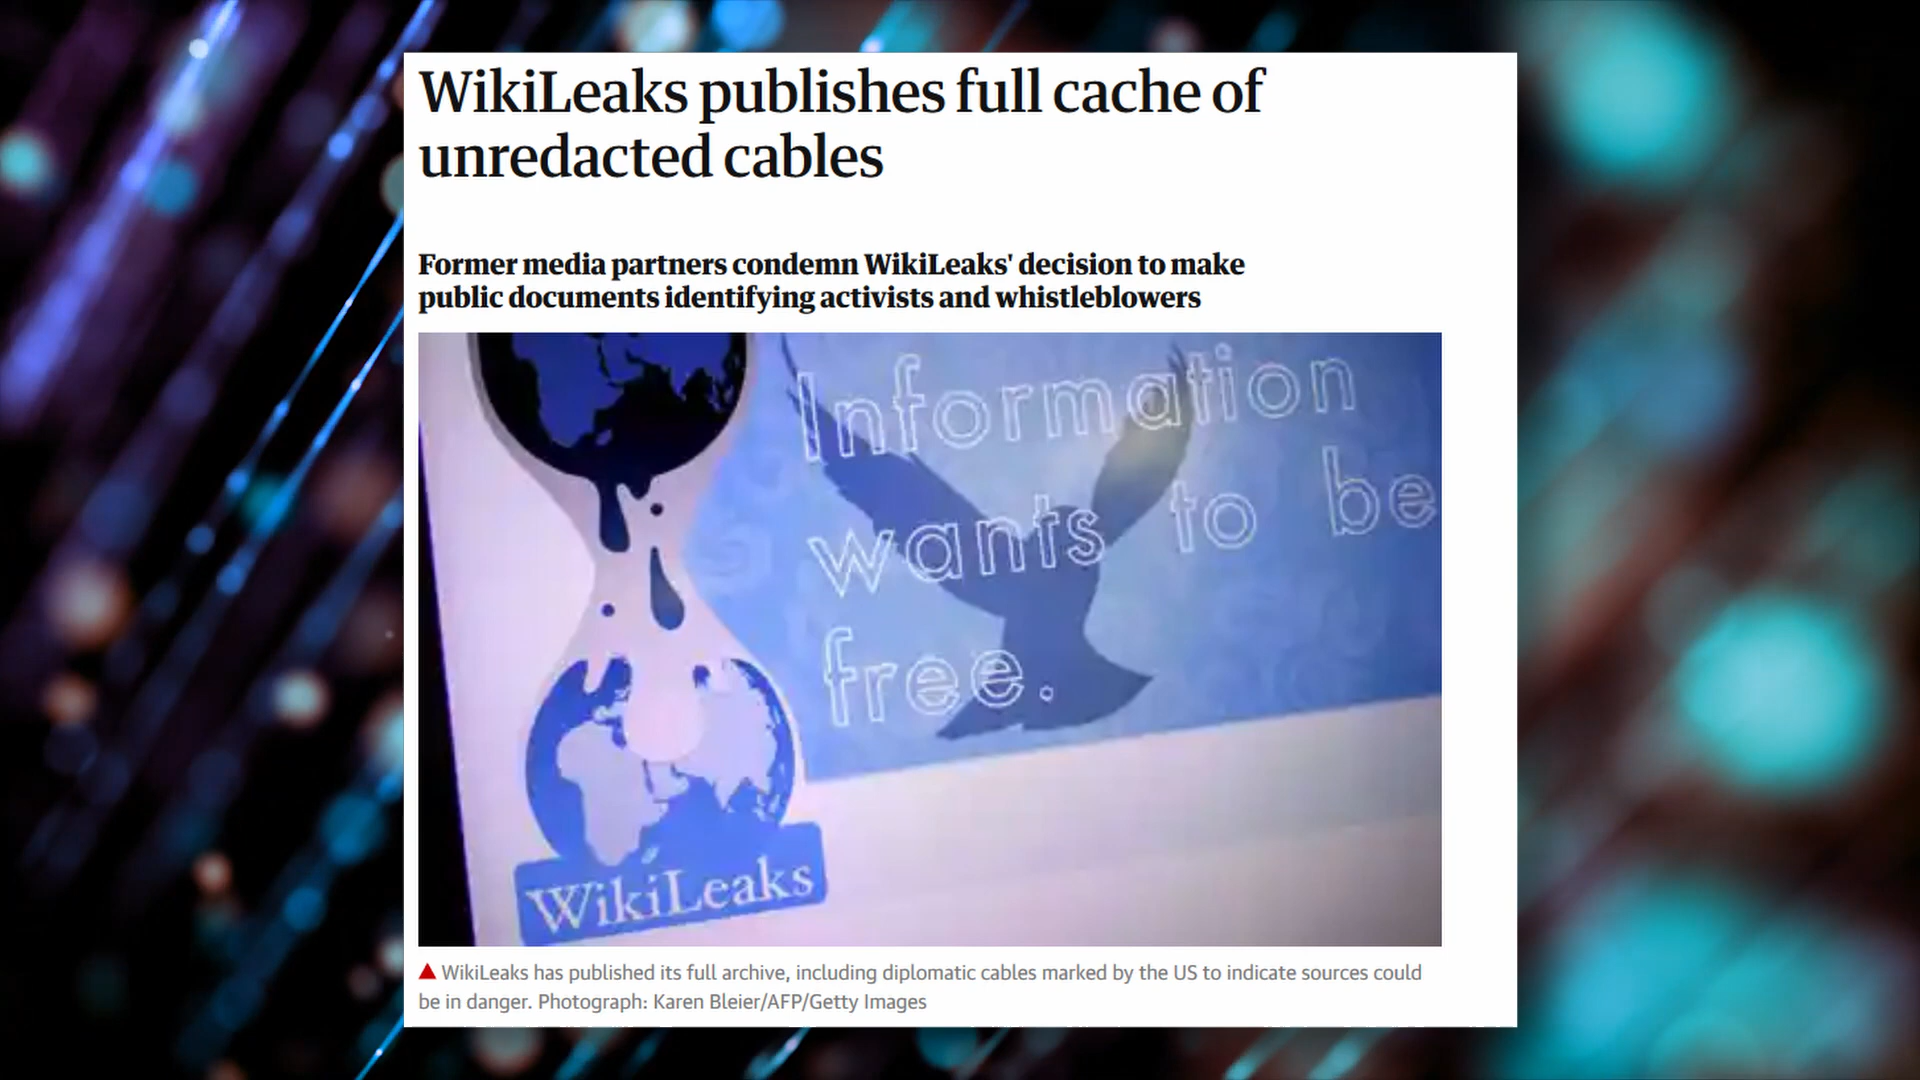 WikiLeaks publishes full cache of
unredacted cables
Former media partners condemn WikiLeaks' decision to make
public documents identifying activists and whistleblowers
Information
wants to be
free.
WikiLeaks
WikiLeaks has published its full archive, including diplomatic cables marked by the US to indicate sources could
be in danger. Photograph: Karen Bleier/AFP/Getty Images